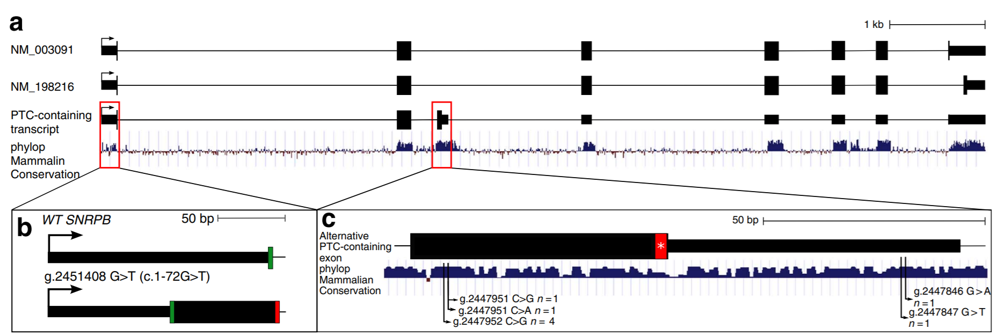 a
1 kb
NM_003091
NM_198216
PTC-containing
transcript
phylop
Mammalin
Conservation
b
WT SNRPB
50 bp
g.2451408 G>T (c.1-72G>T)
c
50 bp
Alternative
PTC-containing
exon
*
phylop
Mammalian
Conservation
g.2447951 C>G n=1
g.2447951 C>A n=1
g.2447952 C>G n= 4
g.2447846 G>A
n=1
g.2447847 G>T
n=1